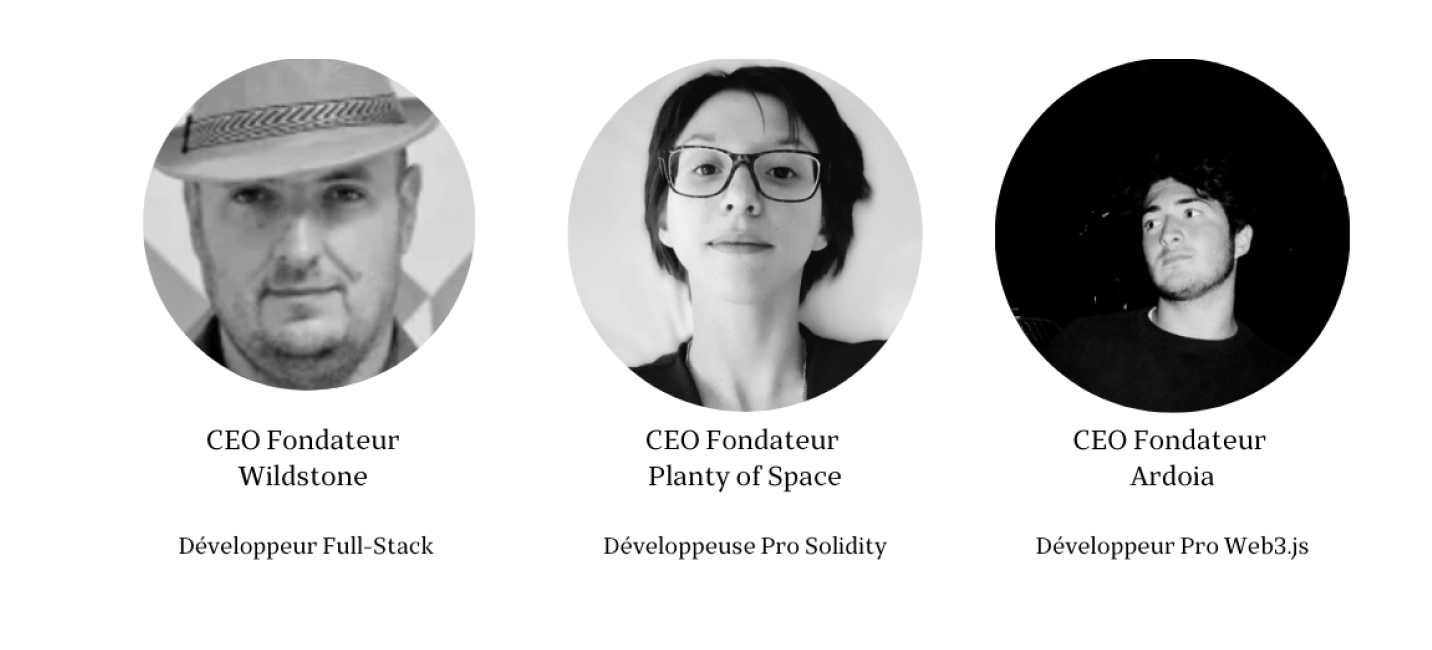 CEO Fondateur
Wildstone
Développeur Full-Stack
CEO Fondateur
Planty of Space
Développeuse Pro Solidity
CEO Fondateur
Ardoia
Développeur Pro Web3.js